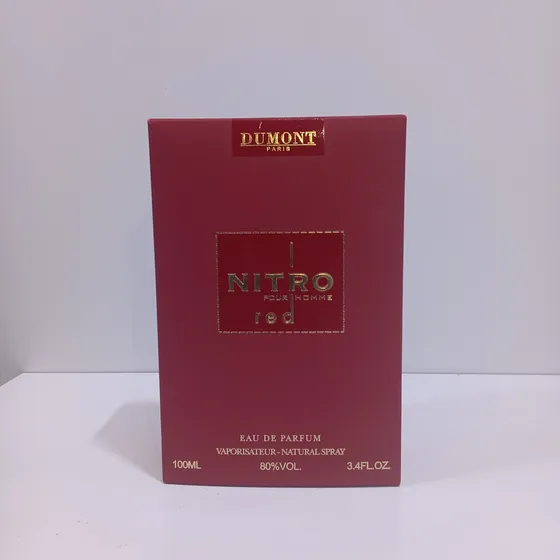 DUMONT
PARIS
NITRO
POUR HOMME
red
EAU DE PARFUM
VAPORISATEUR - NATURAL SPRAY
100ML 80%VOL. 3.4FL.OZ.